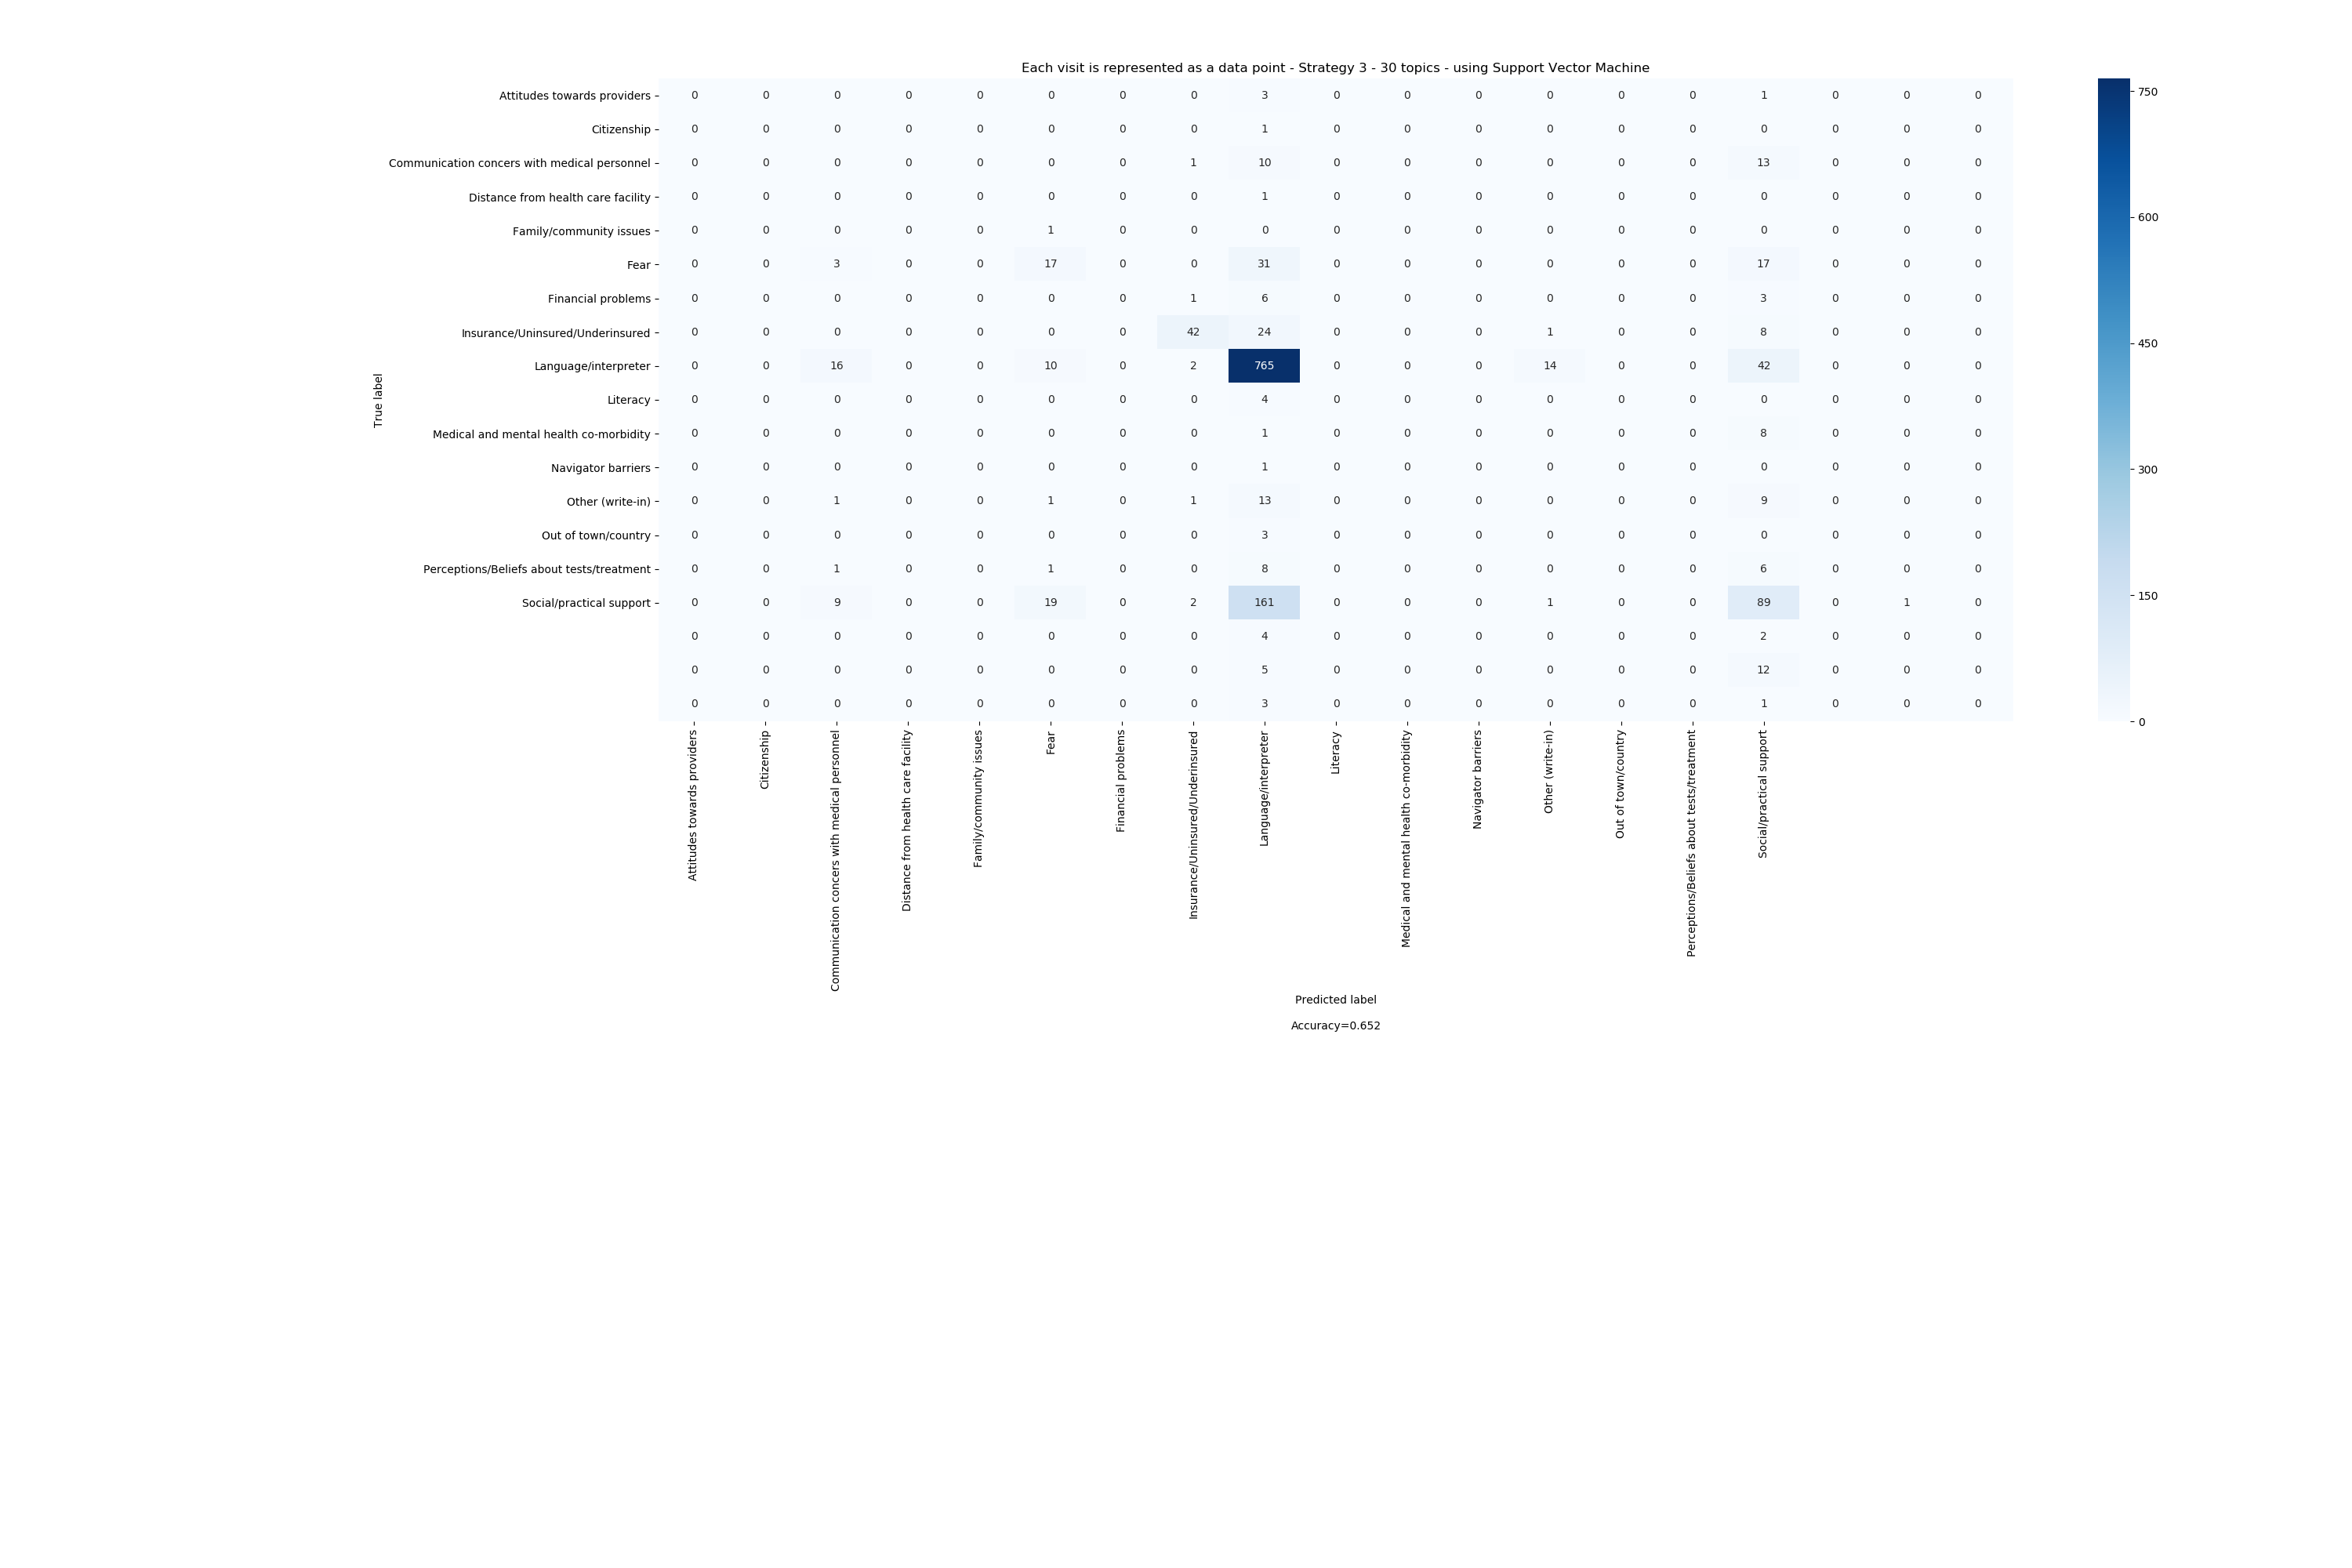 Each visit is represented as a data point - Strategy 3 - 30 topics - using Support Vector Machine
True label
Attitudes towards providers 0 0 0 0 0 0 0 0 3 0 0 0 0 0 0 1 0 0 0
Citizenship 0 0 0 0 0 0 0 0 1 0 0 0 0 0 0 0 0 0 0
Communication concers with medical personnel 0 0 0 0 0 0 0 1 10 0 0 0 0 0 0 13 0 0 0
Distance from health care facility 0 0 0 0 0 0 0 0 1 0 0 0 0 0 0 0 0 0 0
Family/community issues 0 0 0 0 0 1 0 0 0 0 0 0 0 0 0 0 0 0 0
Fear 0 0 3 0 0 17 0 0 31 0 0 0 0 0 0 17 0 0 0
Financial problems 0 0 0 0 0 0 0 1 6 0 0 0 0 0 0 3 0 0 0
Insurance/Uninsured/Underinsured 0 0 0 0 0 0 0 42 24 0 0 0 1 0 0 8 0 0 0
Language/interpreter 0 0 16 0 0 10 0 2 765 0 0 0 14 0 0 42 0 0 0
Literacy 0 0 0 0 0 0 0 0 4 0 0 0 0 0 0 0 0 0 0
Medical and mental health co-morbidity 0 0 0 0 0 0 0 0 1 0 0 0 0 0 0 8 0 0 0
Navigator barriers 0 0 0 0 0 0 0 0 1 0 0 0 0 0 0 0 0 0 0
Other (write-in) 0 0 1 0 0 1 0 1 13 0 0 0 0 0 0 9 0 0 0
Out of town/country 0 0 0 0 0 0 0 0 3 0 0 0 0 0 0 0 0 0 0
Perceptions/Beliefs about tests/treatment 0 0 1 0 0 1 0 0 8 0 0 0 0 0 0 6 0 0 0
Social/practical support 0 0 9 0 0 19 0 2 161 0 0 0 1 0 0 89 0 1 0
0 0 0 0 0 0 0 0 4 0 0 0 0 0 0 2 0 0 0
0 0 0 0 0 0 0 0 5 0 0 0 0 0 0 12 0 0 0
0 0 0 0 0 0 0 0 3 0 0 0 0 0 0 1 0 0 0
Attitudes towards providers
Citizenship
Communication concers with medical personnel
Distance from health care facility
Family/community issues
Fear
Financial problems
Insurance/Uninsured/Underinsured
Language/interpreter
Literacy
Medical and mental health co-morbidity
Navigator barriers
Other (write-in)
Out of town/country
Perceptions/Beliefs about tests/treatment
Social/practical support
Predicted label
Accuracy=0.652
750
600
450
300
150
0